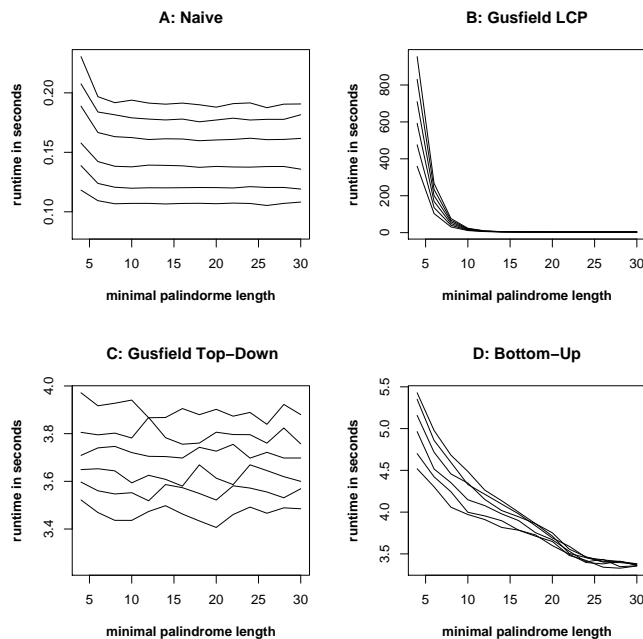 A: Naive
runtime in seconds
0.20
0.15
0.10
5 10 15 20 25 30
minimal palindorme length
B: Gusfield LCP
runtime in seconds
800
600
400
200
0
5 10 15 20 25 30
minimal palindrome length
C: Gusfield Top−Down
runtime in seconds
4.0
3.8
3.6
3.4
5 10 15 20 25 30
minimal palindrome length
D: Bottom−Up
runtime in seconds
5.5
5.0
4.5
4.0
3.5
5 10 15 20 25 30
minimal palindrome length